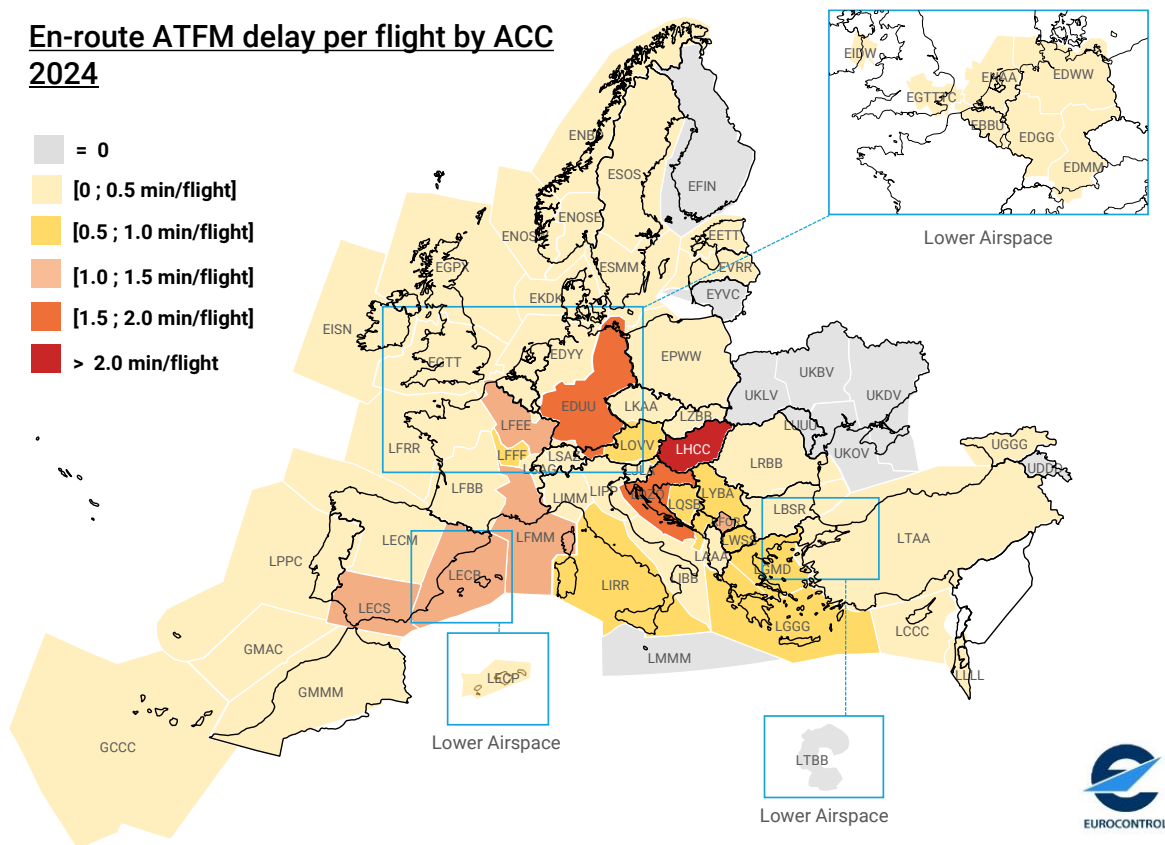 En-route ATFM delay per flight by ACC
2024
= 0
[0 ; 0.5 min/flight]
[0.5 ; 1.0 min/flight]
[1.0 ; 1.5 min/flight]
[1.5 ; 2.0 min/flight]
> 2.0 min/flight
EIDW
EGTTTC
EHAA
EDWW
EBBU
EDGG
EDMM
Lower Airspace
ESOS
EFIN
ENOSE
EETT
EGPX
ESMM
EVRR
EYVC
EKDK
EISN
EGTT
EDYY
EPWW
UKBV
UKLV
UKDV
EDUU
LKAA
LZBB
LUUU
LFEE
LFRR
LFFF
LOVV
LHCC
UKOV
UGGG
UDDD
LRBB
LFBB
LIMM
LIPP
LYBA
LQSB
LBSR
LECM
LFMM
LTAA
LPPC
LECB
LAAA
LGMD
LIRR
LIBB
LECS
LGGG
LCCC
GMAC
LMMM
LLLL
LECP
GMMM
Lower Airspace
GCCC
LTBB
Lower Airspace
EUROCONTROL